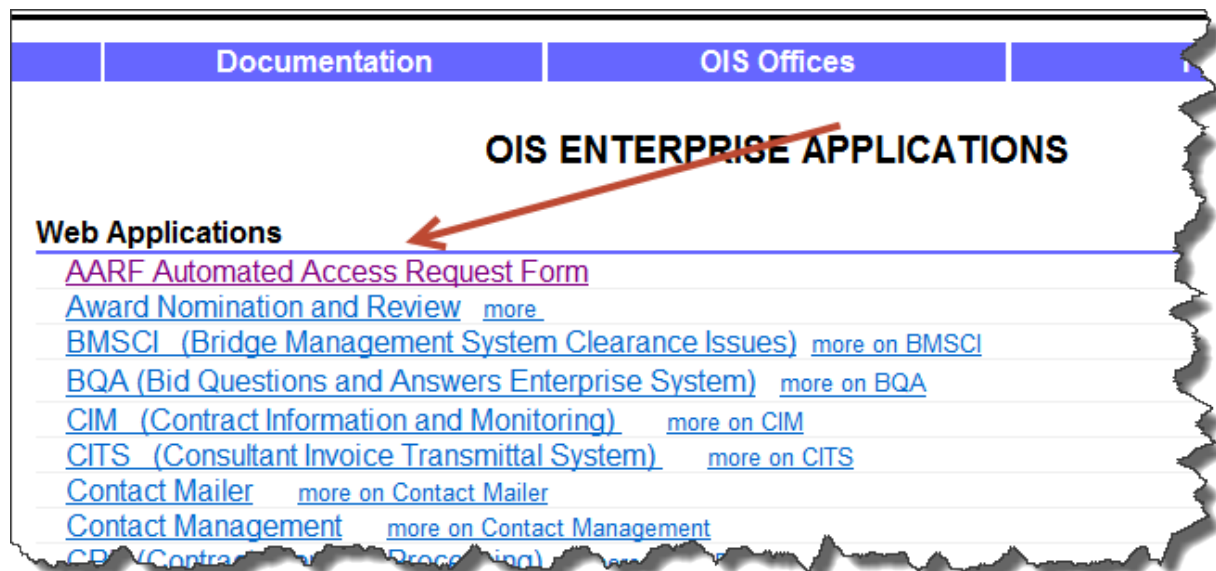 Documentation OIS Offices
OIS ENTERPRISE APPLICATIONS
Web Applications
AARF Automated Access Request Form
Award Nomination and Review more
BMSCI (Bridge Management System Clearance Issues) more on BMSCI
BQA (Bid Questions and Answers Enterprise System) more on BQA
CIM (Contract Information and Monitoring) more on CIM
CITS (Consultant Invoice Transmittal System) more on CITS
Contact Mailer more on Contact Mailer
Contact Management more on Contact Management